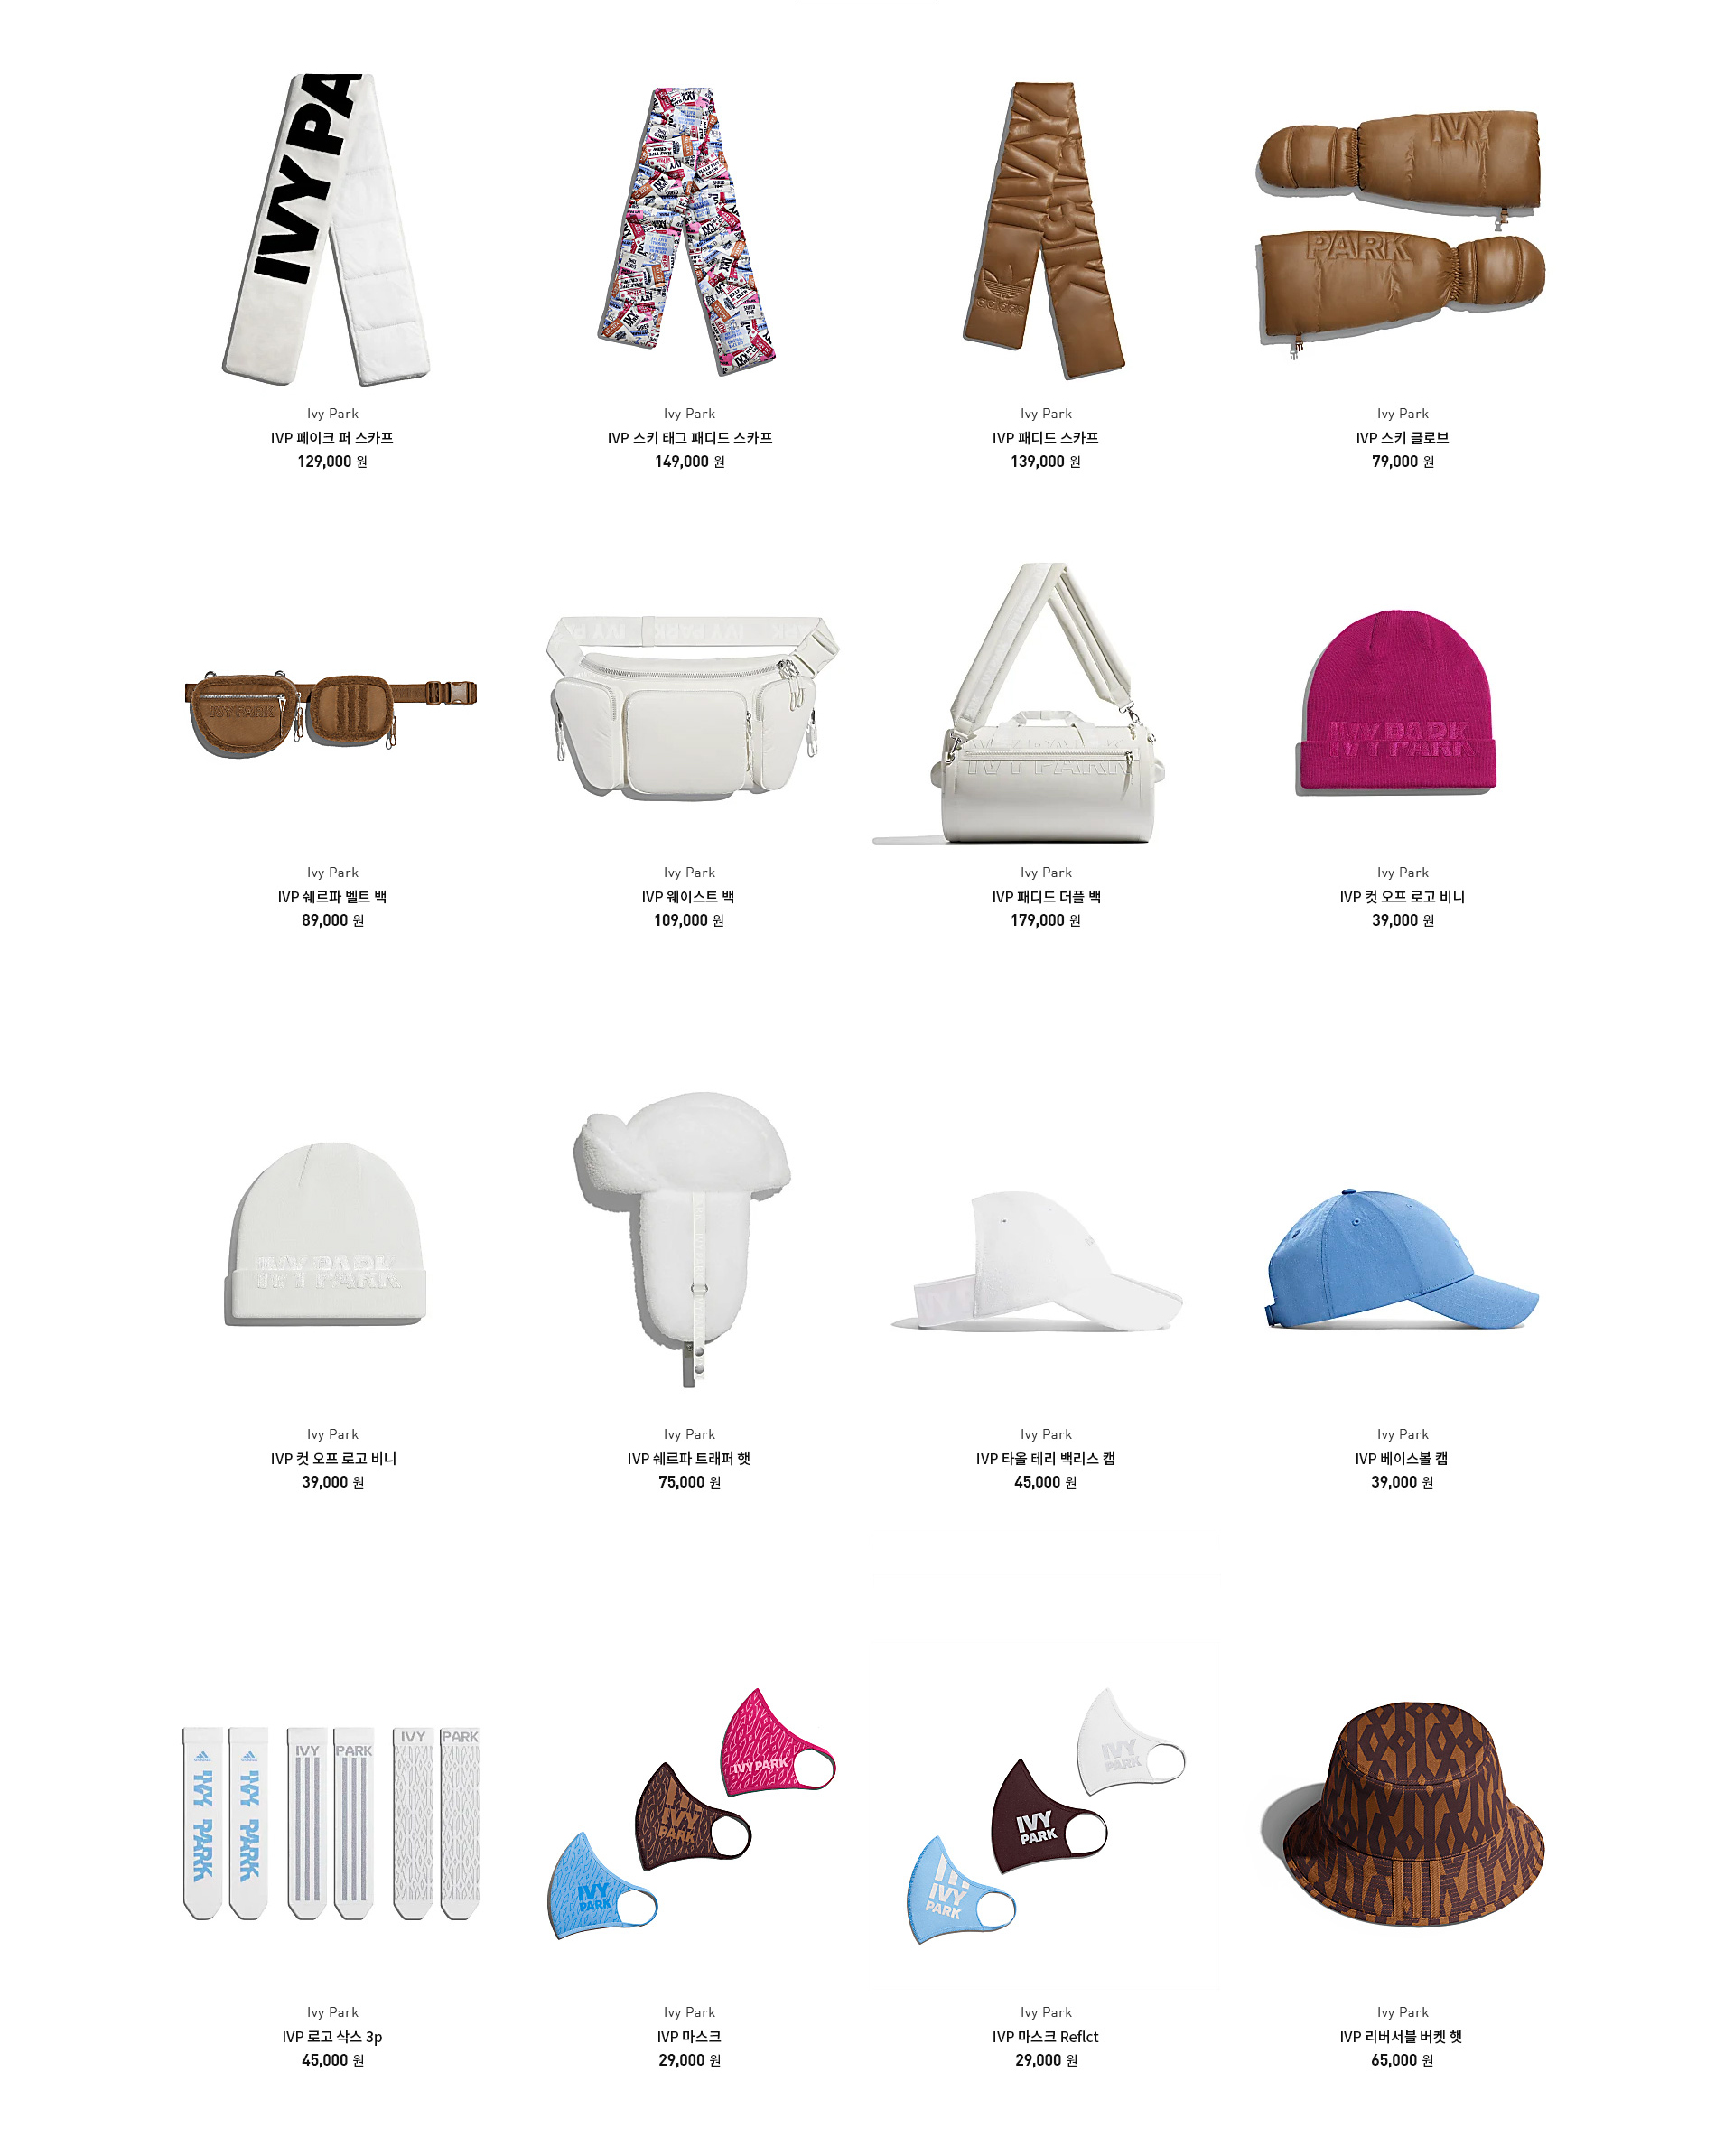 IVY PA
IVY
PARK
Ivy Park
IVP 페이크 퍼 스카프
129,000 원
Ivy Park
IVP 스키 태그 패디드 스카프
149,000 원
Ivy Park
IVP 패디드 스카프
139,000 원
Ivy Park
IVP 스키 글로브
79,000 원
IVY PARK
IVY PARK
IVY PARK
IVY PARK
Ivy Park
IVP 쉐르파 벨트 백
89,000 원
Ivy Park
IVP 웨이스트 백
109,000 원
Ivy Park
IVP 패디드 더플 백
179,000 원
Ivy Park
IVP 컷 오프 로고 비니
39,000 원
IVY PARK
Ivy Park
IVP 컷 오프 로고 비니
39,000 원
Ivy Park
IVP 쉐르파 트래퍼 햇
75,000 원
Ivy Park
IVP 타올 테리 백리스 캡
45,000 원
Ivy Park
IVP 베이스볼 캡
39,000 원
IVY PARK
IVY PARK
IVY PARK
IVY PARK
IVY PARK
IVY
PARK
IVY
PARK
IVY
PARK
IVY
PARK
IVY
PARK
Ivy Park
IVP 로고 삭스 3p
45,000 원
Ivy Park
IVP 마스크
29,000 원
Ivy Park
IVP 마스크 Reflct
29,000 원
Ivy Park
IVP 리버서블 버켓 햇
65,000 원